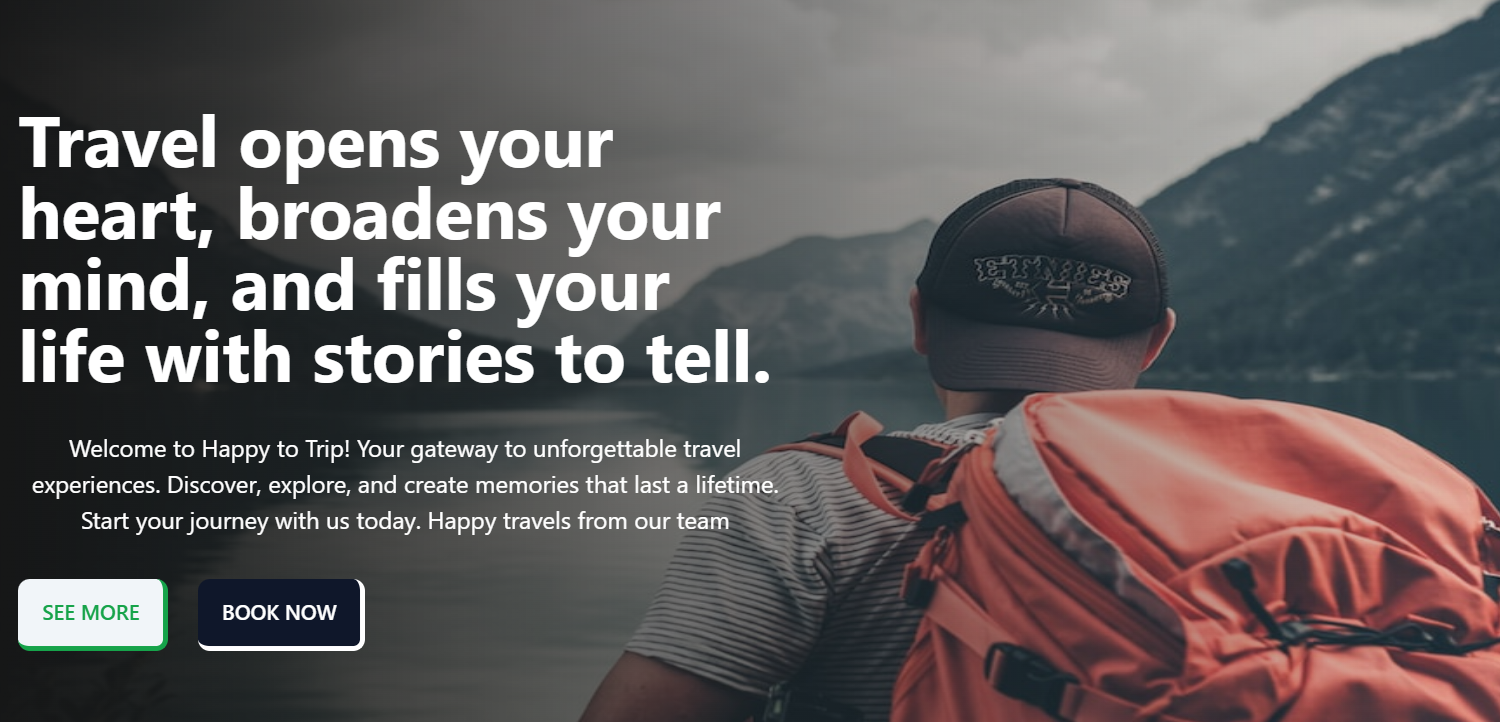 Travel opens your
heart, broadens your
mind, and fills your
life with stories to tell.
Welcome to Happy to Trip! Your gateway to unforgettable travel
experiences. Discover, explore, and create memories that last a lifetime.
Start your journey with us today. Happy travels from our team
SEE MORE
BOOK NOW
ETNIES